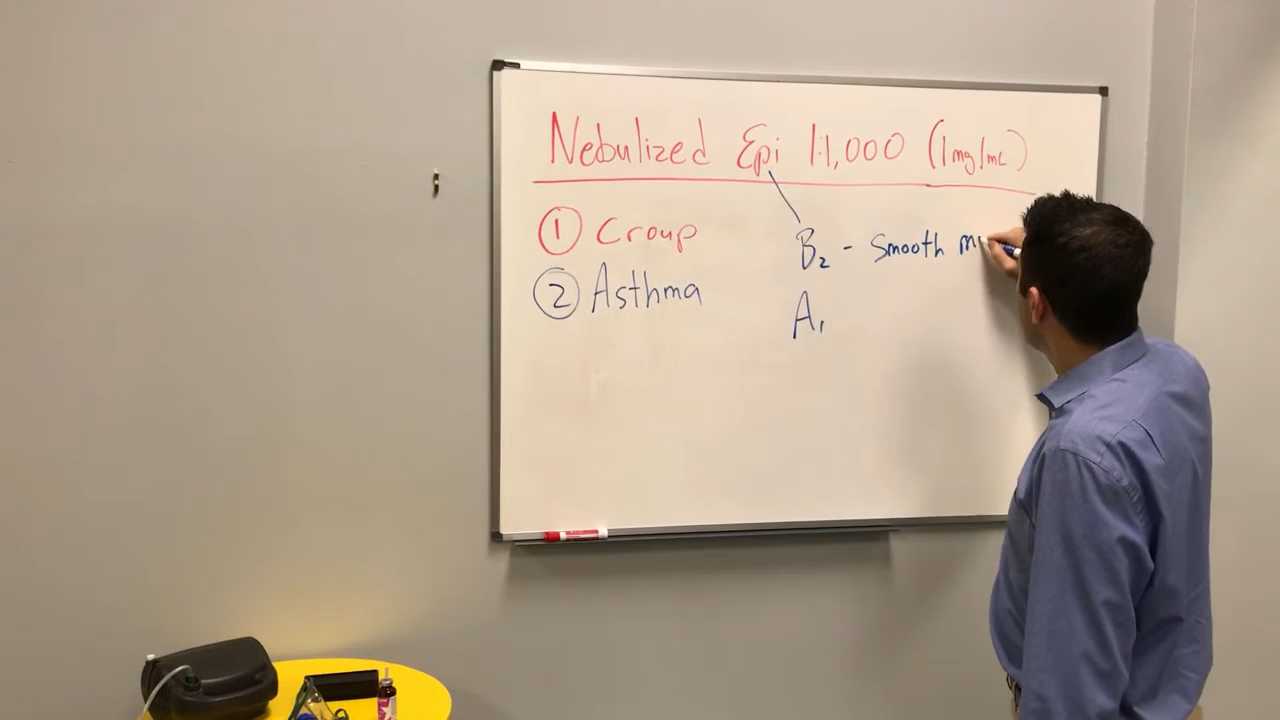 Nebulized Epi 1:1,000 (1mg/mL)
① Croup
② Asthma
B₂ - Smooth
A₁